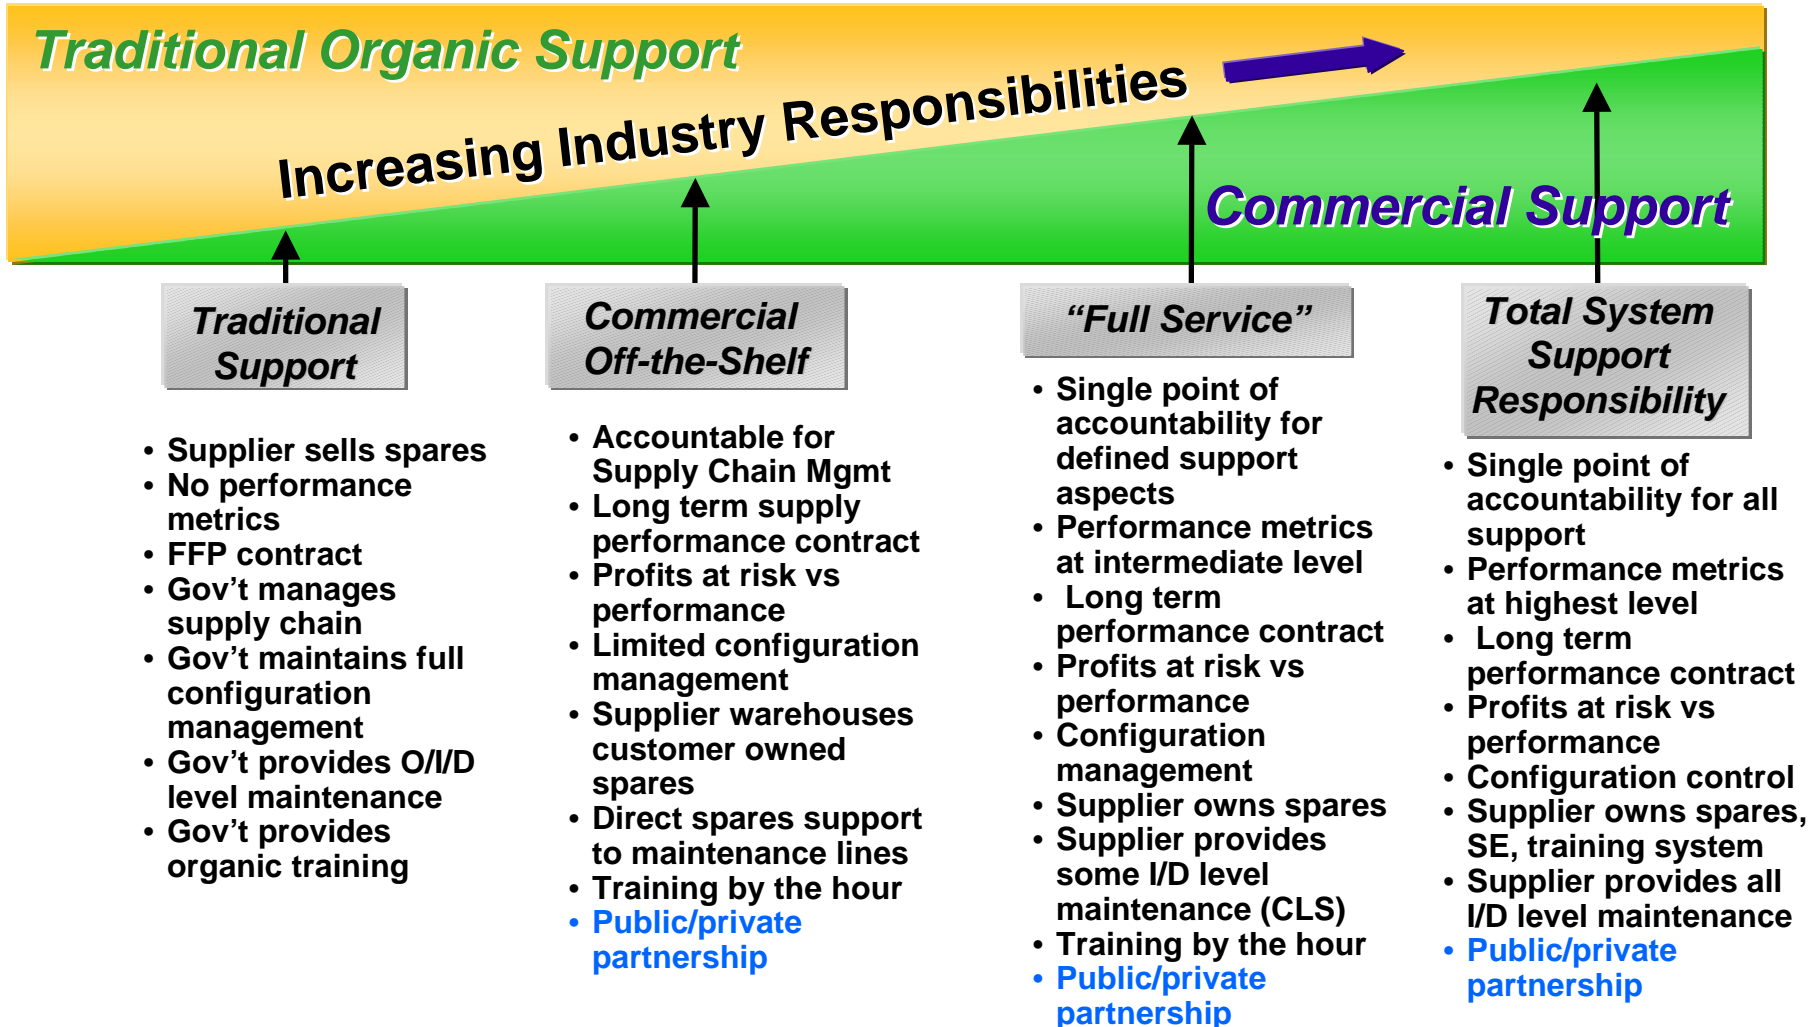 Traditional Organic Support
Increasing Industry Responsibilities
Commercial Support
Traditional
Support
• Supplier sells spares
• No performance
metrics
• FFP contract
• Gov’t manages
supply chain
• Gov’t maintains full
configuration
management
• Gov’t provides O/I/D
level maintenance
• Gov’t provides
organic training
Commercial
Off-the-Shelf
• Accountable for
Supply Chain Mgmt
• Long term supply
performance contract
• Profits at risk vs
performance
• Limited configuration
management
• Supplier warehouses
customer owned
spares
• Direct spares support
to maintenance lines
• Training by the hour
• Public/private
partnership
“Full Service”
• Single point of
accountability for
defined support
aspects
• Performance metrics
at intermediate level
• Long term
performance contract
• Profits at risk vs
performance
• Configuration
management
• Supplier owns spares
• Supplier provides
some I/D level
maintenance (CLS)
• Training by the hour
• Public/private
partnership
Total System
Support
Responsibility
• Single point of
accountability for all
support
• Performance metrics
at highest level
• Long term
performance contract
• Profits at risk vs
performance
• Configuration control
• Supplier owns spares,
SE, training system
• Supplier provides all
I/D level maintenance
• Public/private
partnership